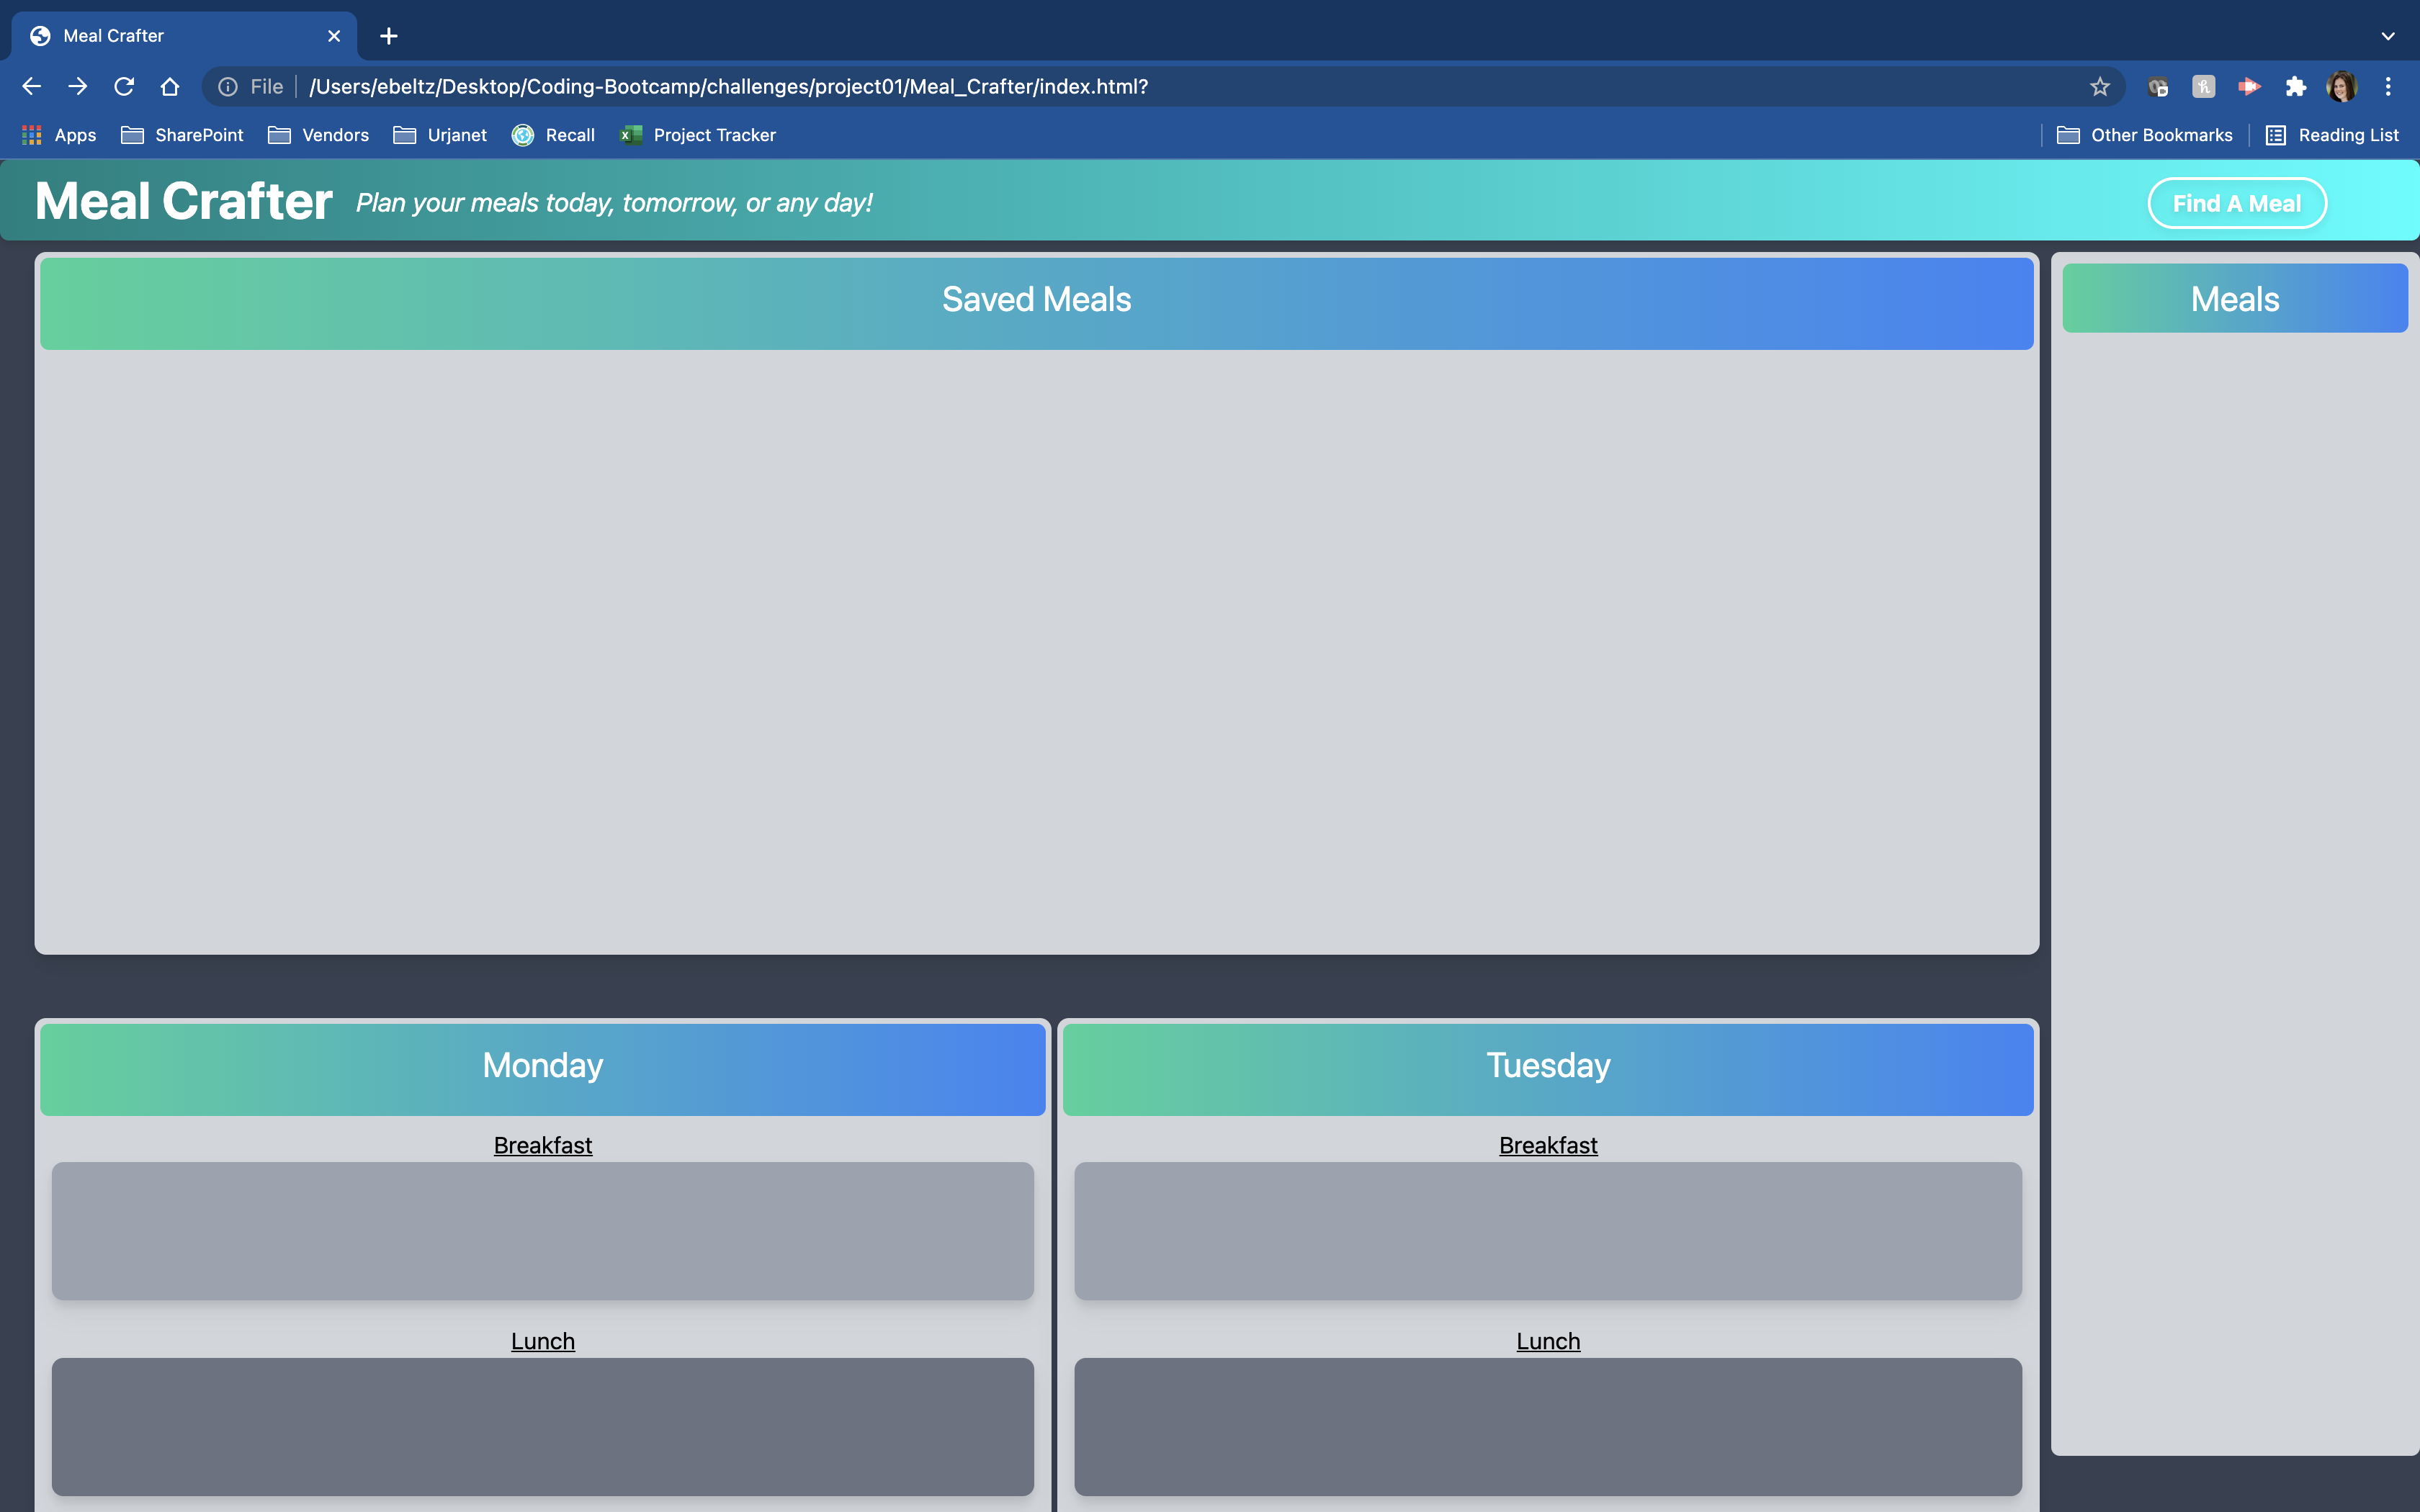 Meal Crafter
File
/Users/ebeltz/Desktop/Coding-Bootcamp/challenges/project01/Meal_Crafter/index.html?
Apps
SharePoint
Vendors
Urjanet
Recall
Project Tracker
Other Bookmarks
Reading List
Meal Crafter
Plan your meals today, tomorrow, or any day!
Find A Meal
Saved Meals
Meals
Monday
Tuesday
Breakfast
Breakfast
Lunch
Lunch